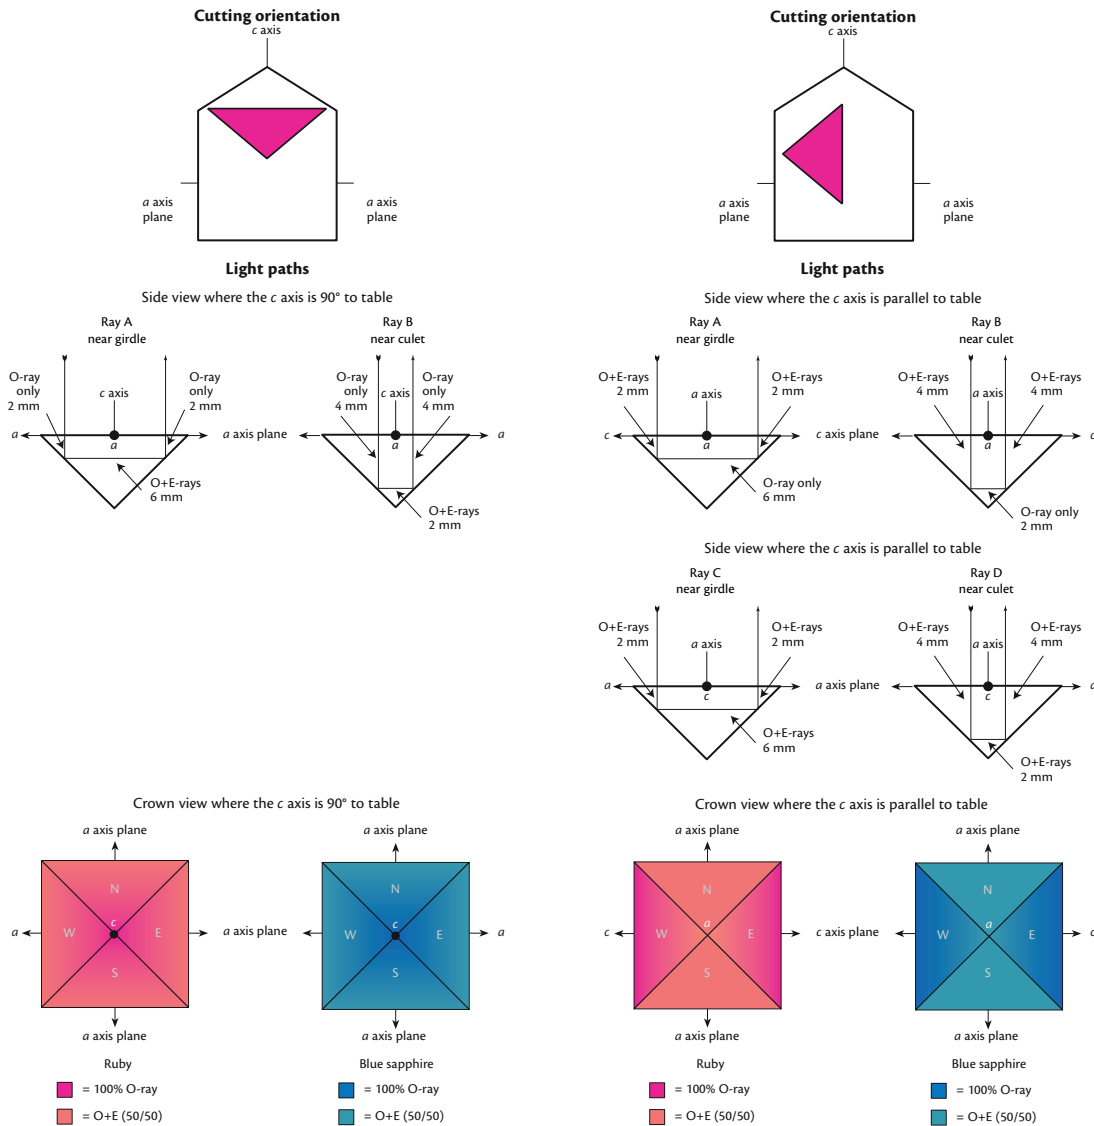 Cutting orientation
c axis
a axis
plane
a axis
plane
Light paths
Side view where the c axis is 90° to table
Ray A
near girdle
Ray B
near culet
O-ray
only
2 mm
c axis
O-ray
only
2 mm
O-ray
only
4 mm
c axis
O-ray
only
4 mm
a
a
a axis plane
a
a
O+E-rays
6 mm
O+E-rays
2 mm
Crown view where the c axis is 90° to table
a axis plane
a axis plane
N
N
c
c
a
W
E
a axis plane
W
E
a
S
S
a axis plane
a axis plane
Ruby
Blue sapphire
= 100% O-ray
= 100% O-ray
= O+E (50/50)
= O+E (50/50)
Cutting orientation
c axis
a axis
plane
a axis
plane
Light paths
Side view where the c axis is parallel to table
Ray A
near girdle
Ray B
near culet
O+E-rays
2 mm
a axis
O+E-rays
2 mm
O+E-rays
4 mm
a axis
O+E-rays
4 mm
c
a
c axis plane
a
c
O-ray only
6 mm
O-ray only
2 mm
Side view where the c axis is parallel to table
Ray C
near girdle
Ray D
near culet
O+E-rays
2 mm
a axis
O+E-rays
2 mm
O+E-rays
4 mm
a axis
O+E-rays
4 mm
a
c
a axis plane
c
a
O+E-rays
6 mm
O+E-rays
2 mm
Crown view where the c axis is parallel to table
a axis plane
a axis plane
N
N
a
a
c
W
E
c axis plane
W
E
c
S
S
a axis plane
a axis plane
Ruby
Blue sapphire
= 100% O-ray
= 100% O-ray
= O+E (50/50)
= O+E (50/50)